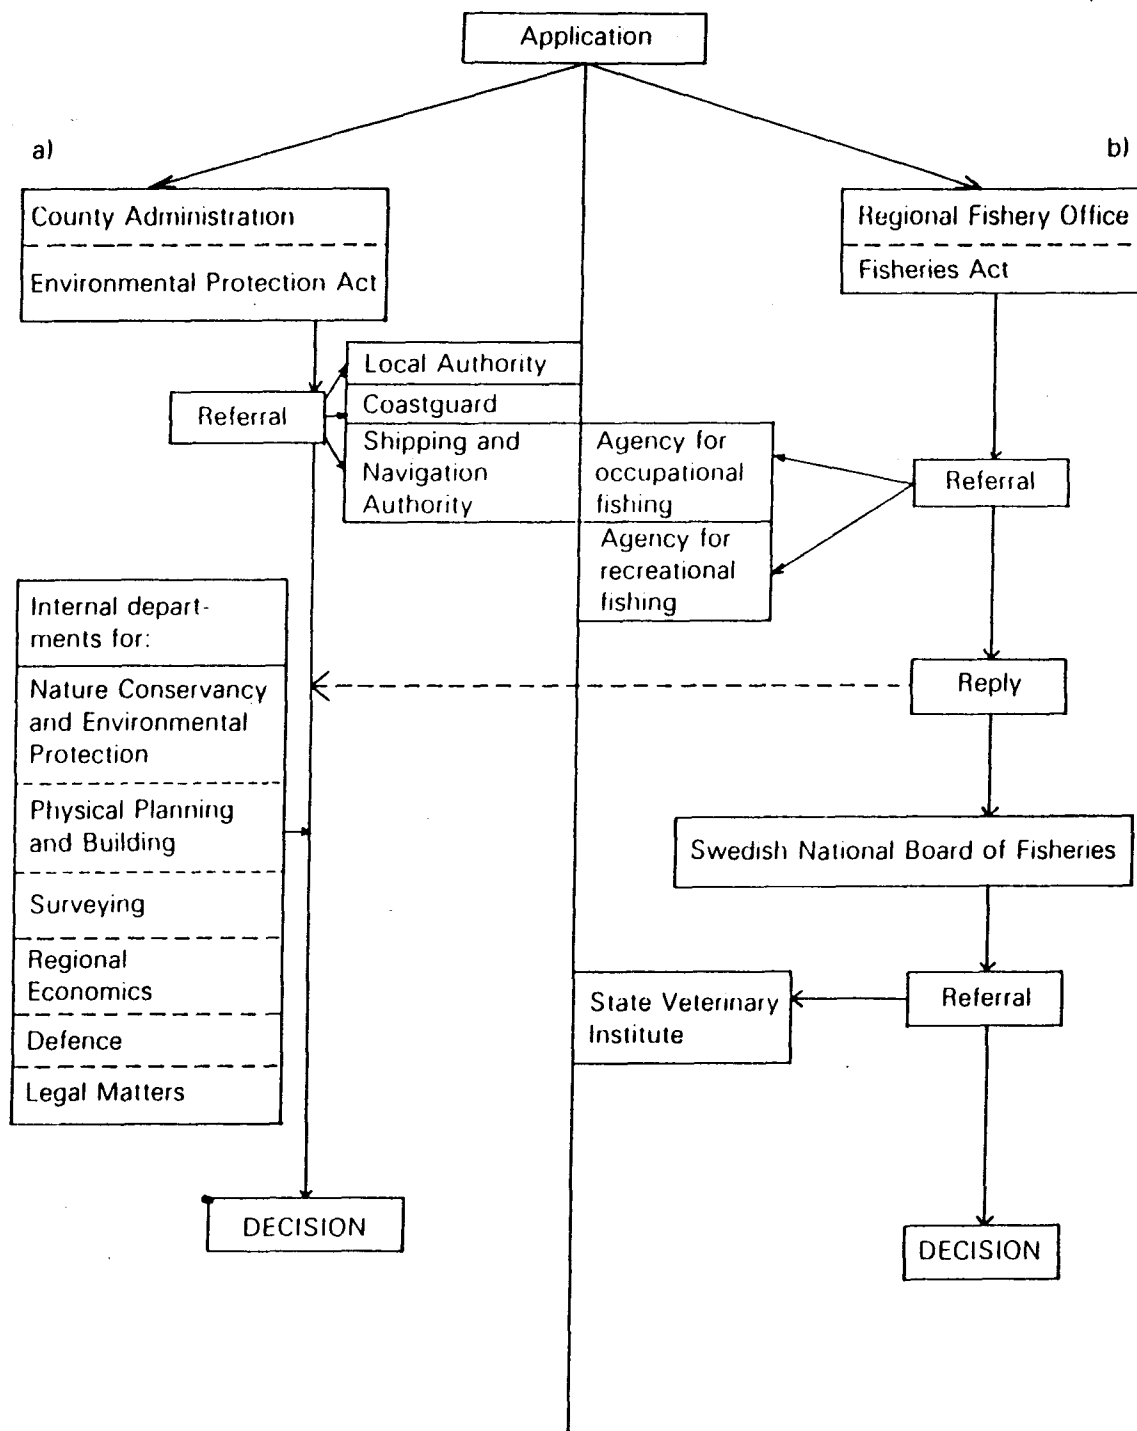 Application
a)
County Administration
Environmental Protection Act
Referral
Local Authority
Coastguard
Shipping and
Navigation
Authority
Internal depart-
ments for:
Nature Conservancy
and Environmental
Protection
Physical Planning
and Building
Surveying
Regional
Economics
Defence
Legal Matters
DECISION
b)
Regional Fishery Office
Fisheries Act
Referral
Agency for
occupational
fishing
Agency for
recreational
fishing
Reply
Swedish National Board of Fisheries
Referral
State Veterinary
Institute
DECISION